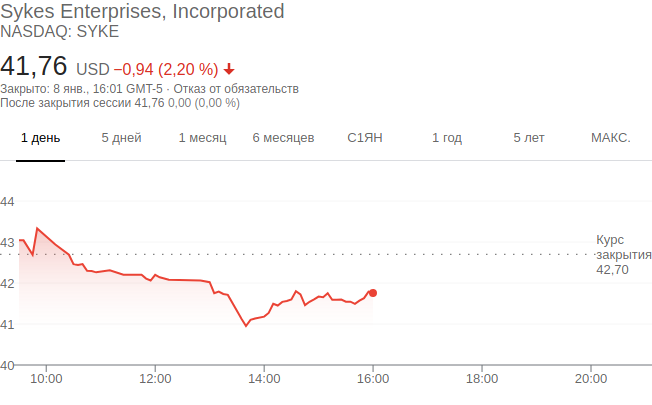 Sykes Enterprises, Incorporated
NASDAQ: SYKE
41,76 USD −0,94 (2,20 %)
Закрыто: 8 янв., 16:01 GMT-5 · Отказ от обязательств
После закрытия сессии 41,76 0,00 (0,00 %)
1 день 5 дней 1 месяц 6 месяцев С1ЯН 1 год 5 лет МАКС.
44
43
Курс
закрытия
42,70
42
41
40
10:00 12:00 14:00 16:00 18:00 20:00